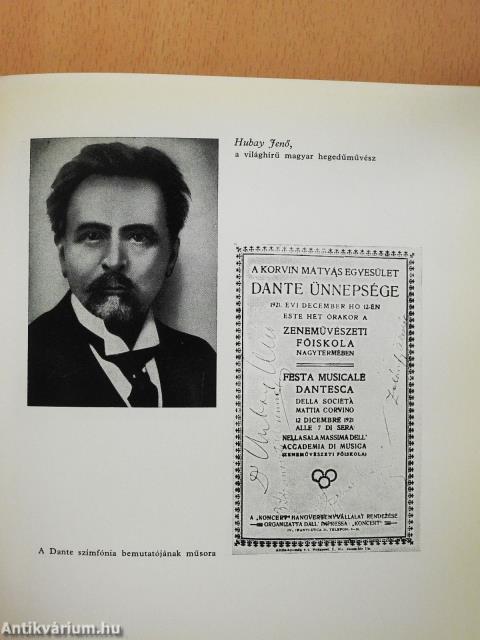 Hubay Jenő,
a világhírű magyar hegedűművész
A KORVIN MÁTYÁS EGYESÜLET
DANTE ÜNNEPSÉGE
1921. ÉVI DECEMBER HÓ 12-ÉN
ESTE HÉT ÓRAKOR A
ZENEMŰVÉSZETI
FŐISKOLA
NAGYTERMÉBEN
FESTA MUSICALE
DANTESCA
DELLA SOCIETÀ
MATTIA CORVINO
12 DICEMBRE 1921
ALLE 7 DI SERA
NELLA SALA MASSIMA DELL'
ACCADEMIA DI MUSICA
(ZENEMŰVÉSZETI FŐISKOLA)
A „KONCERT" HANGVERSENYVÁLLALAT RENDEZÉSE
ORGANIZATTA DALL' IMPRESSA „KONCERT"
A Dante szimfónia bemutatójának műsora
Antikvárium.hu